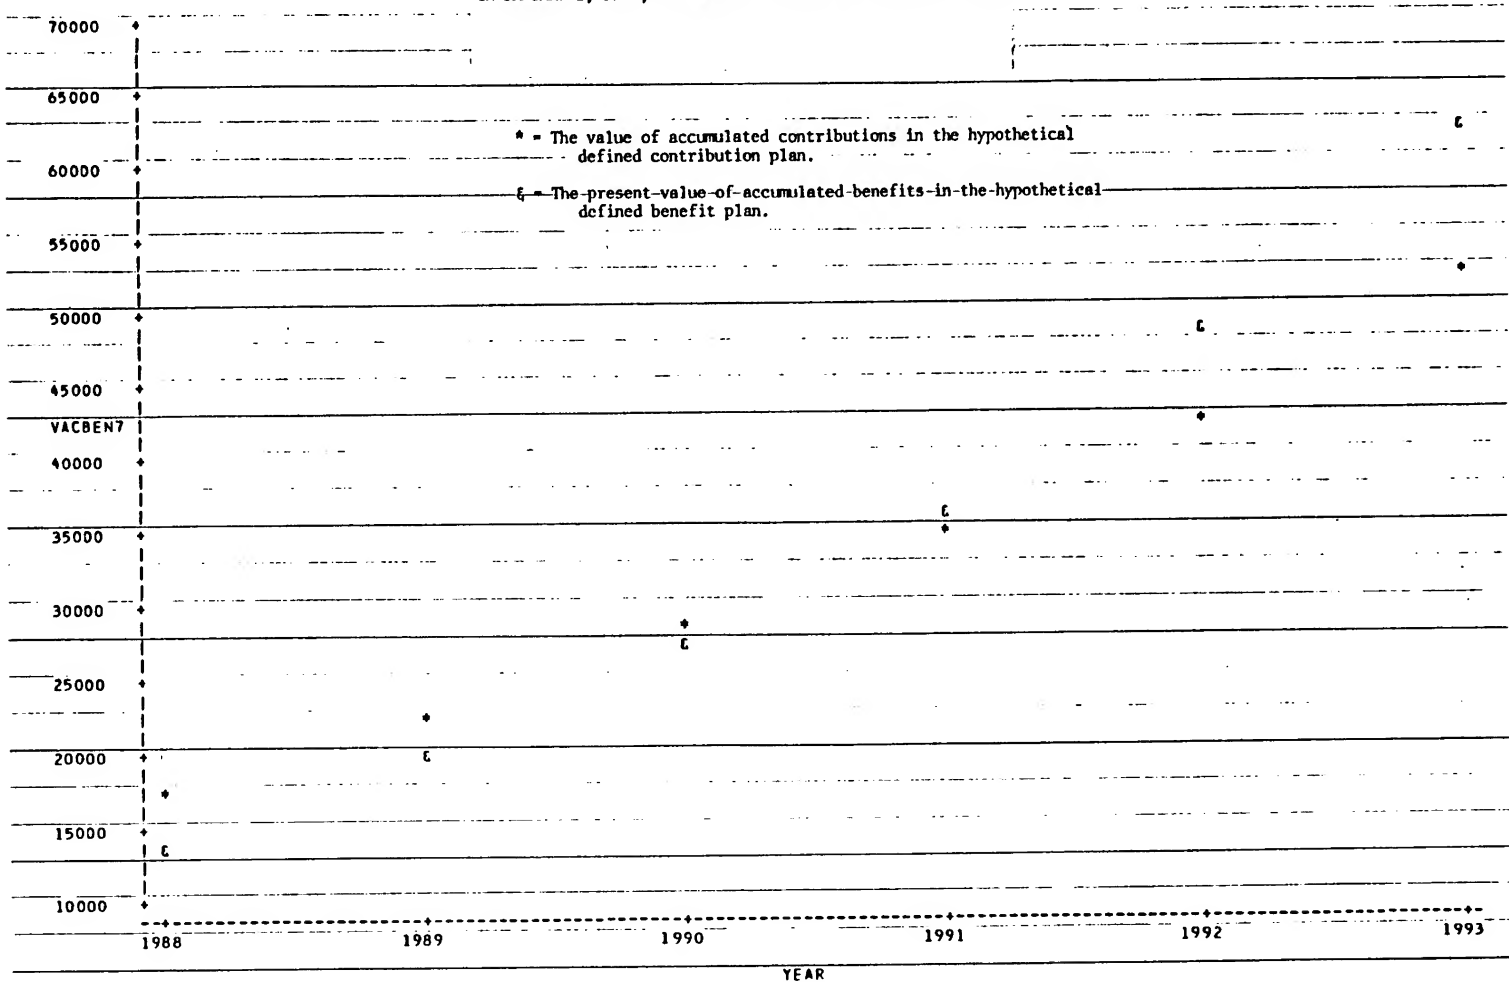 70000
65000
* = The value of accumulated contributions in the hypothetical
defined contribution plan.
60000
& = The present value of accumulated benefits in the hypothetical
defined benefit plan.
55000
50000
45000
VACBEN7
40000
35000
30000
25000
20000
15000
10000
1988 1989 1990 1991 1992 1993
YEAR